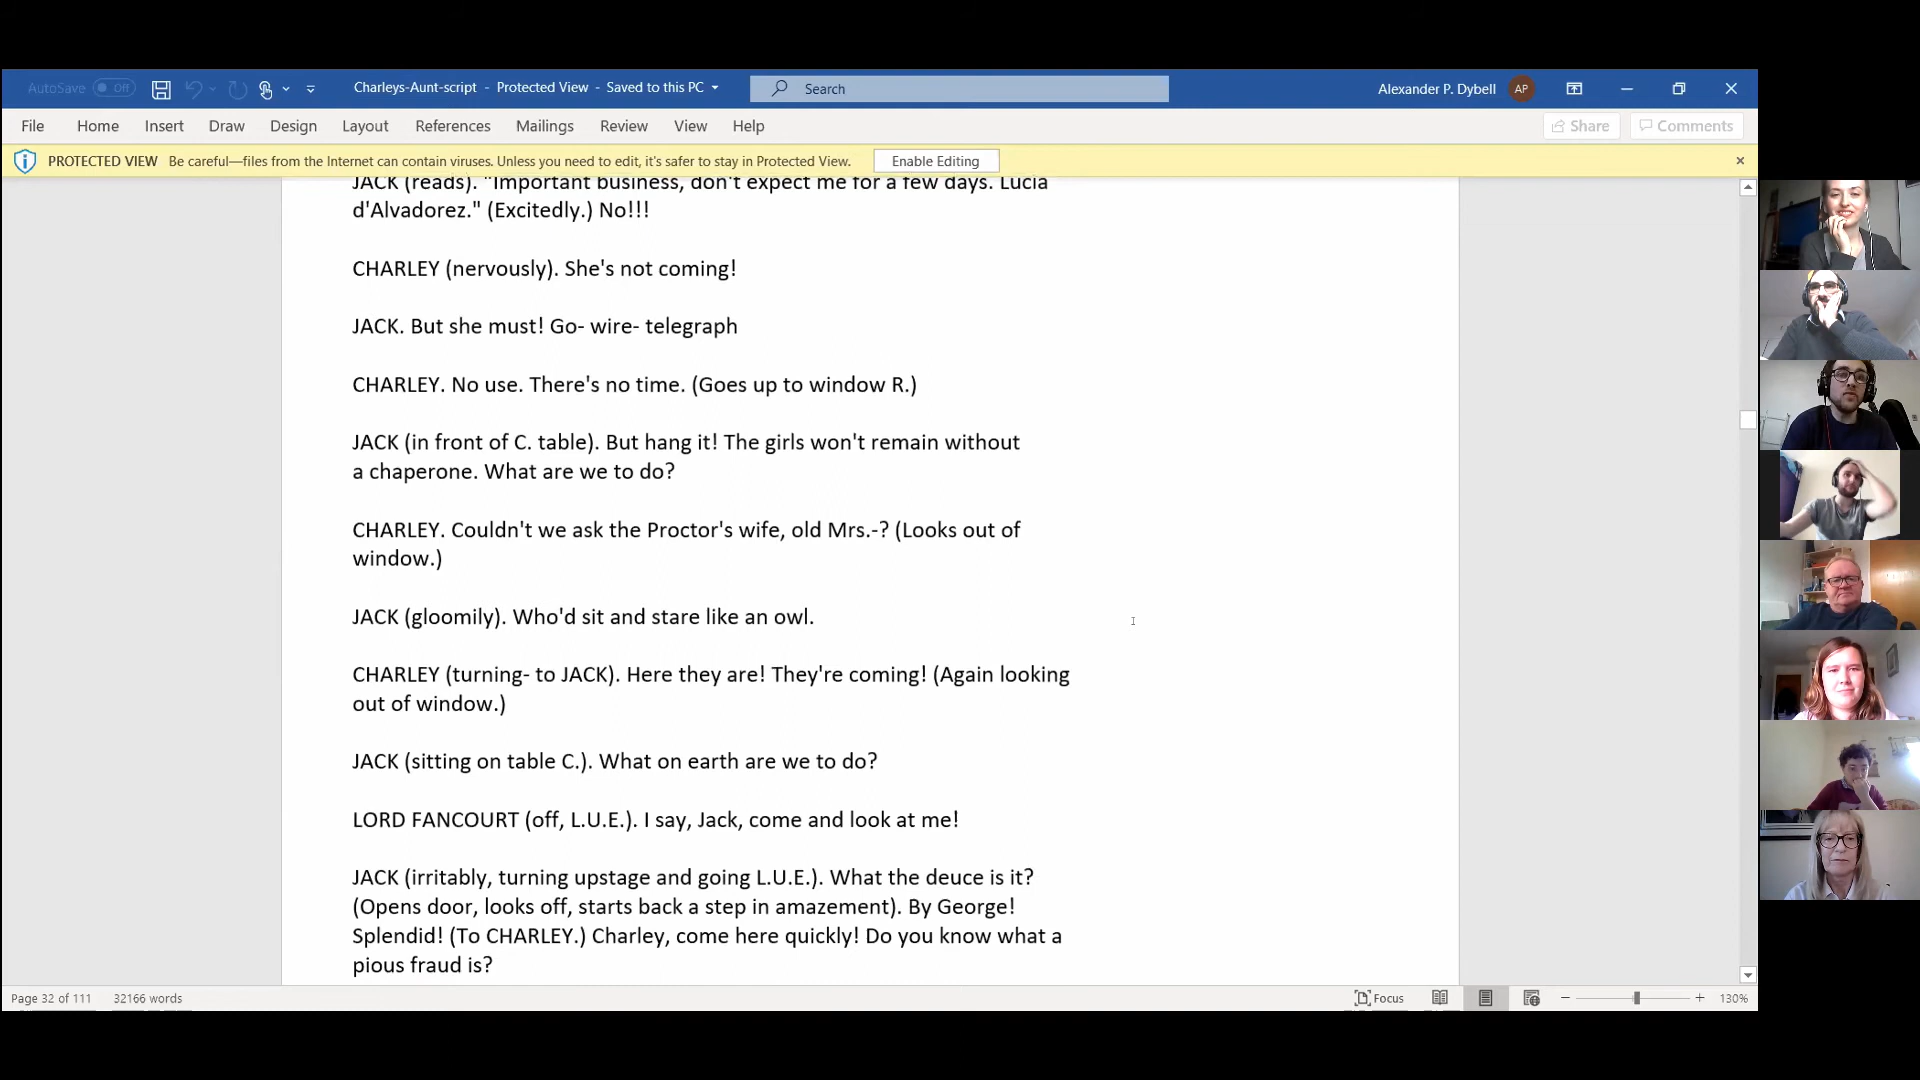 AutoSave Off Charleys-Aunt-script - Protected View - Saved to this PC Search Alexander P. Dybell AP
File Home Insert Draw Design Layout References Mailings Review View Help Share Comments
PROTECTED VIEW Be careful—files from the Internet can contain viruses. Unless you need to edit, it's safer to stay in Protected View. Enable Editing
JACK (reads). "Important business, don't expect me for a few days. Lucia
d'Alvadorez." (Excitedly.) No!!!
CHARLEY (nervously). She's not coming!
JACK. But she must! Go- wire- telegraph
CHARLEY. No use. There's no time. (Goes up to window R.)
JACK (in front of C. table). But hang it! The girls won't remain without
a chaperone. What are we to do?
CHARLEY. Couldn't we ask the Proctor's wife, old Mrs.-? (Looks out of
window.)
JACK (gloomily). Who'd sit and stare like an owl.
CHARLEY (turning- to JACK). Here they are! They're coming! (Again looking
out of window.)
JACK (sitting on table C.). What on earth are we to do?
LORD FANCOURT (off, L.U.E.). I say, Jack, come and look at me!
JACK (irritably, turning upstage and going L.U.E.). What the deuce is it?
(Opens door, looks off, starts back a step in amazement). By George!
Splendid! (To CHARLEY.) Charley, come here quickly! Do you know what a
pious fraud is?
Page 32 of 111 32166 words Focus 130%